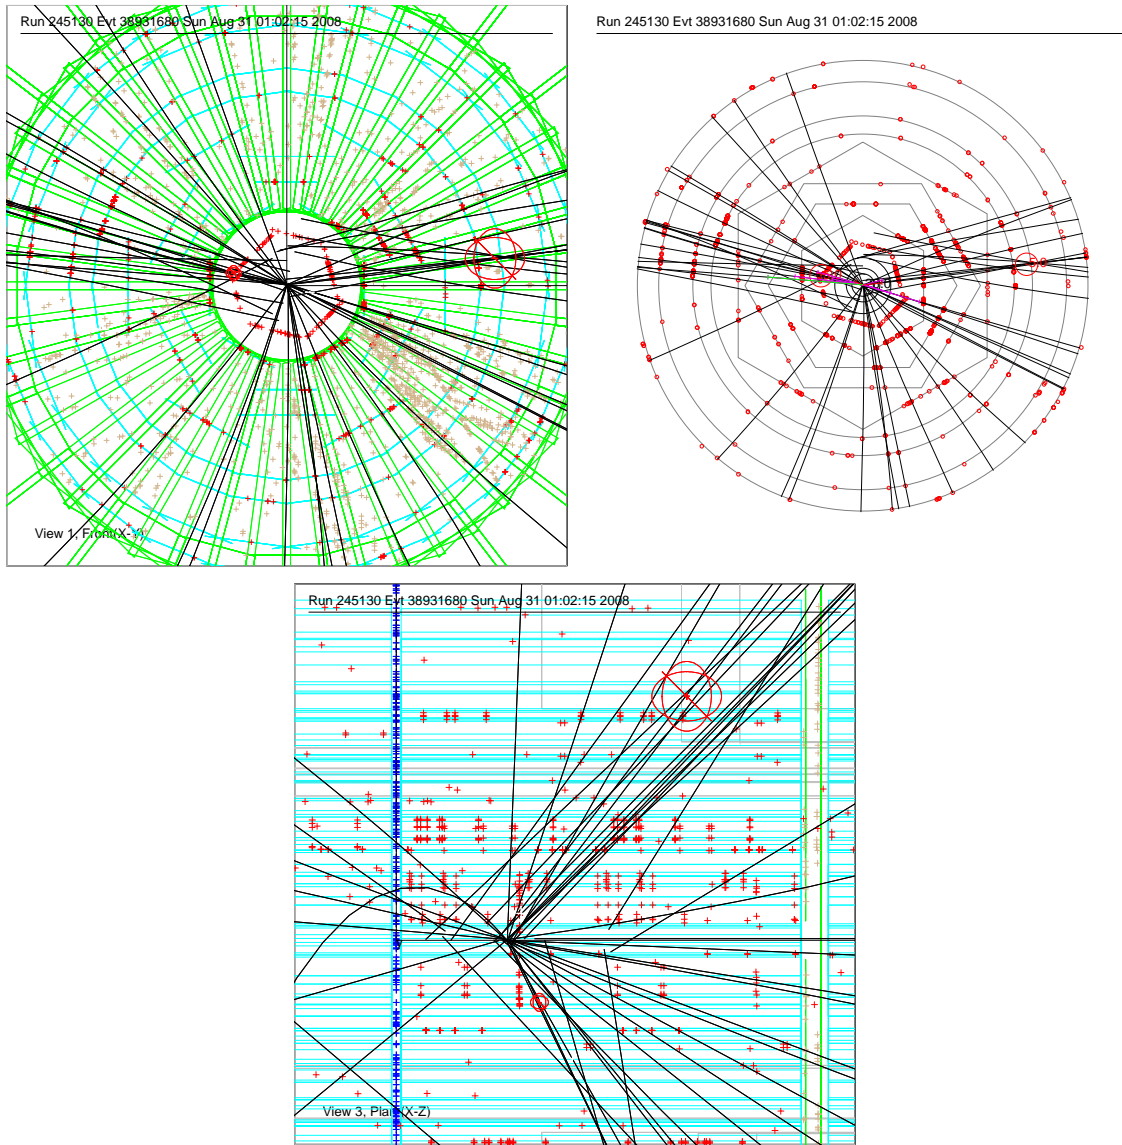 Run 245130 Evt 38931680 Sun Aug 31 01:02:15 2008
Run 245130 Evt 38931680 Sun Aug 31 01:02:15 2008
View 1, Front(X-Y)
Run 245130 Evt 38931680 Sun Aug 31 01:02:15 2008
View 3, Plan(X-Z)